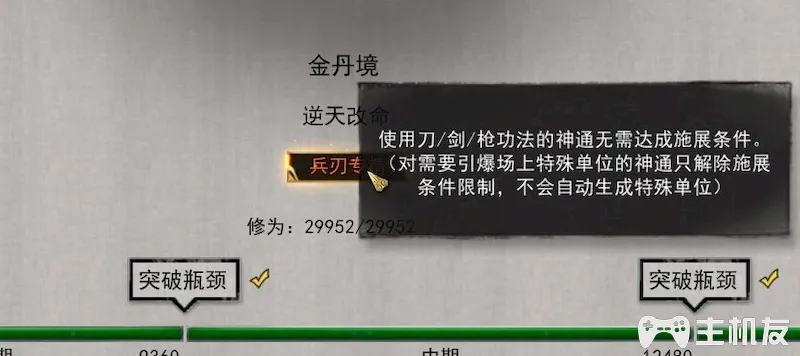 金丹境
逆天改命
使用刀/剑/枪功法的神通无需达成施展条件。
（对需要引爆场上特殊单位的神通只解除施展
条件限制，不会自动生成特殊单位）
兵刃专精
修为：29952/29952
突破瓶颈
突破瓶颈
9360
中期
12480
主机友